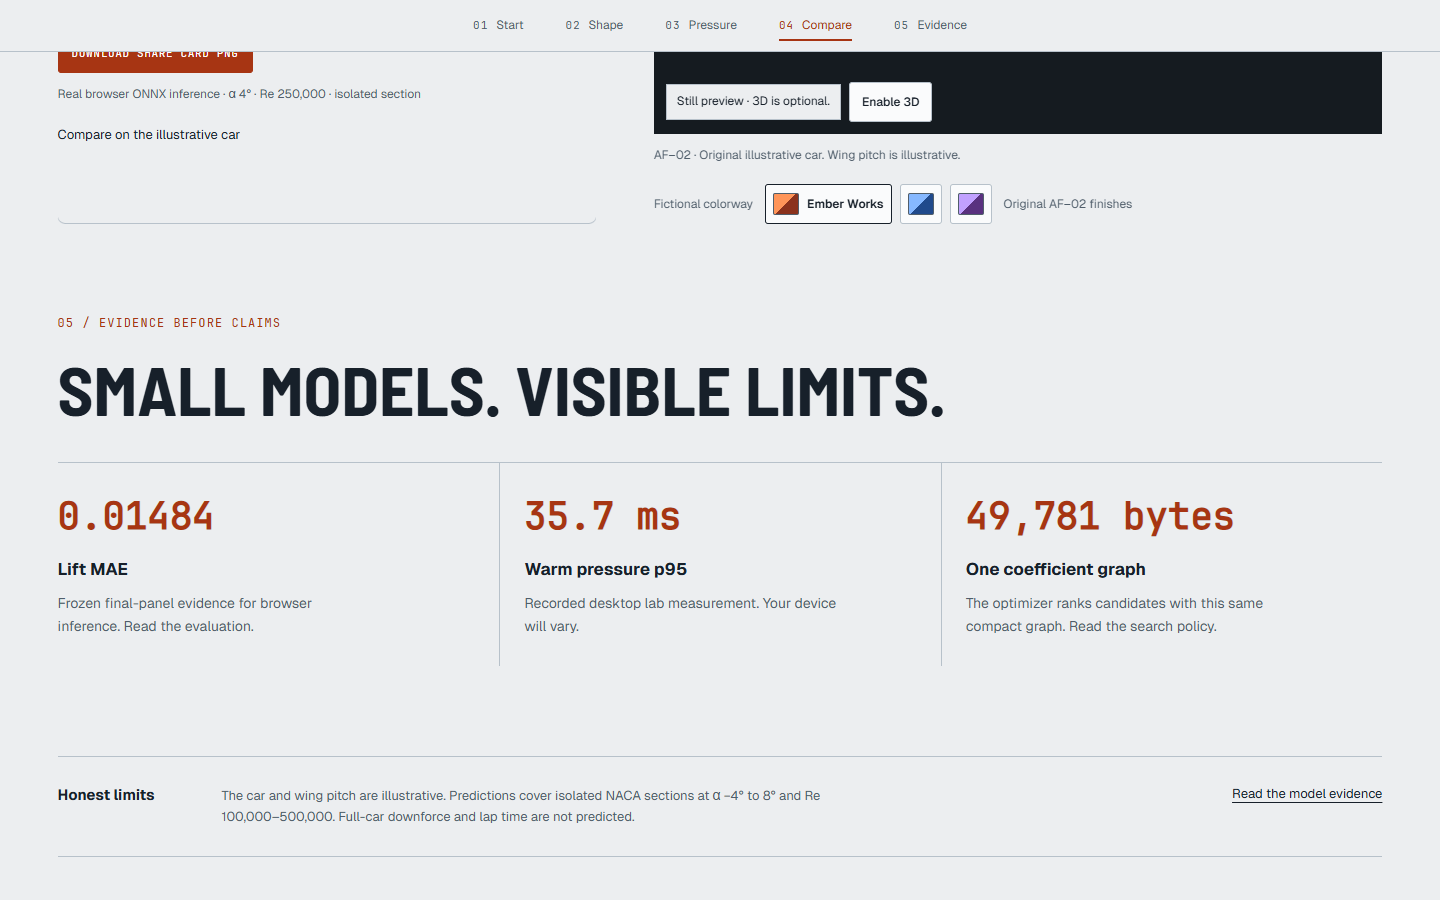 01 Start
02 Shape
03 Pressure
04 Compare
05 Evidence
DOWNLOAD SHARE CARD PNG
Real browser ONNX inference · α 4° · Re 250,000 · isolated section
Compare on the illustrative car
Still preview · 3D is optional.
Enable 3D
AF–02 · Original illustrative car. Wing pitch is illustrative.
Fictional colorway
Ember Works
Original AF–02 finishes
05 / EVIDENCE BEFORE CLAIMS
SMALL MODELS. VISIBLE LIMITS.
0.01484
Lift MAE
Frozen final-panel evidence for browser
inference. Read the evaluation.
35.7 ms
Warm pressure p95
Recorded desktop lab measurement. Your device
will vary.
49,781 bytes
One coefficient graph
The optimizer ranks candidates with this same
compact graph. Read the search policy.
Honest limits
The car and wing pitch are illustrative. Predictions cover isolated NACA sections at α −4° to 8° and Re
100,000–500,000. Full-car downforce and lap time are not predicted.
Read the model evidence